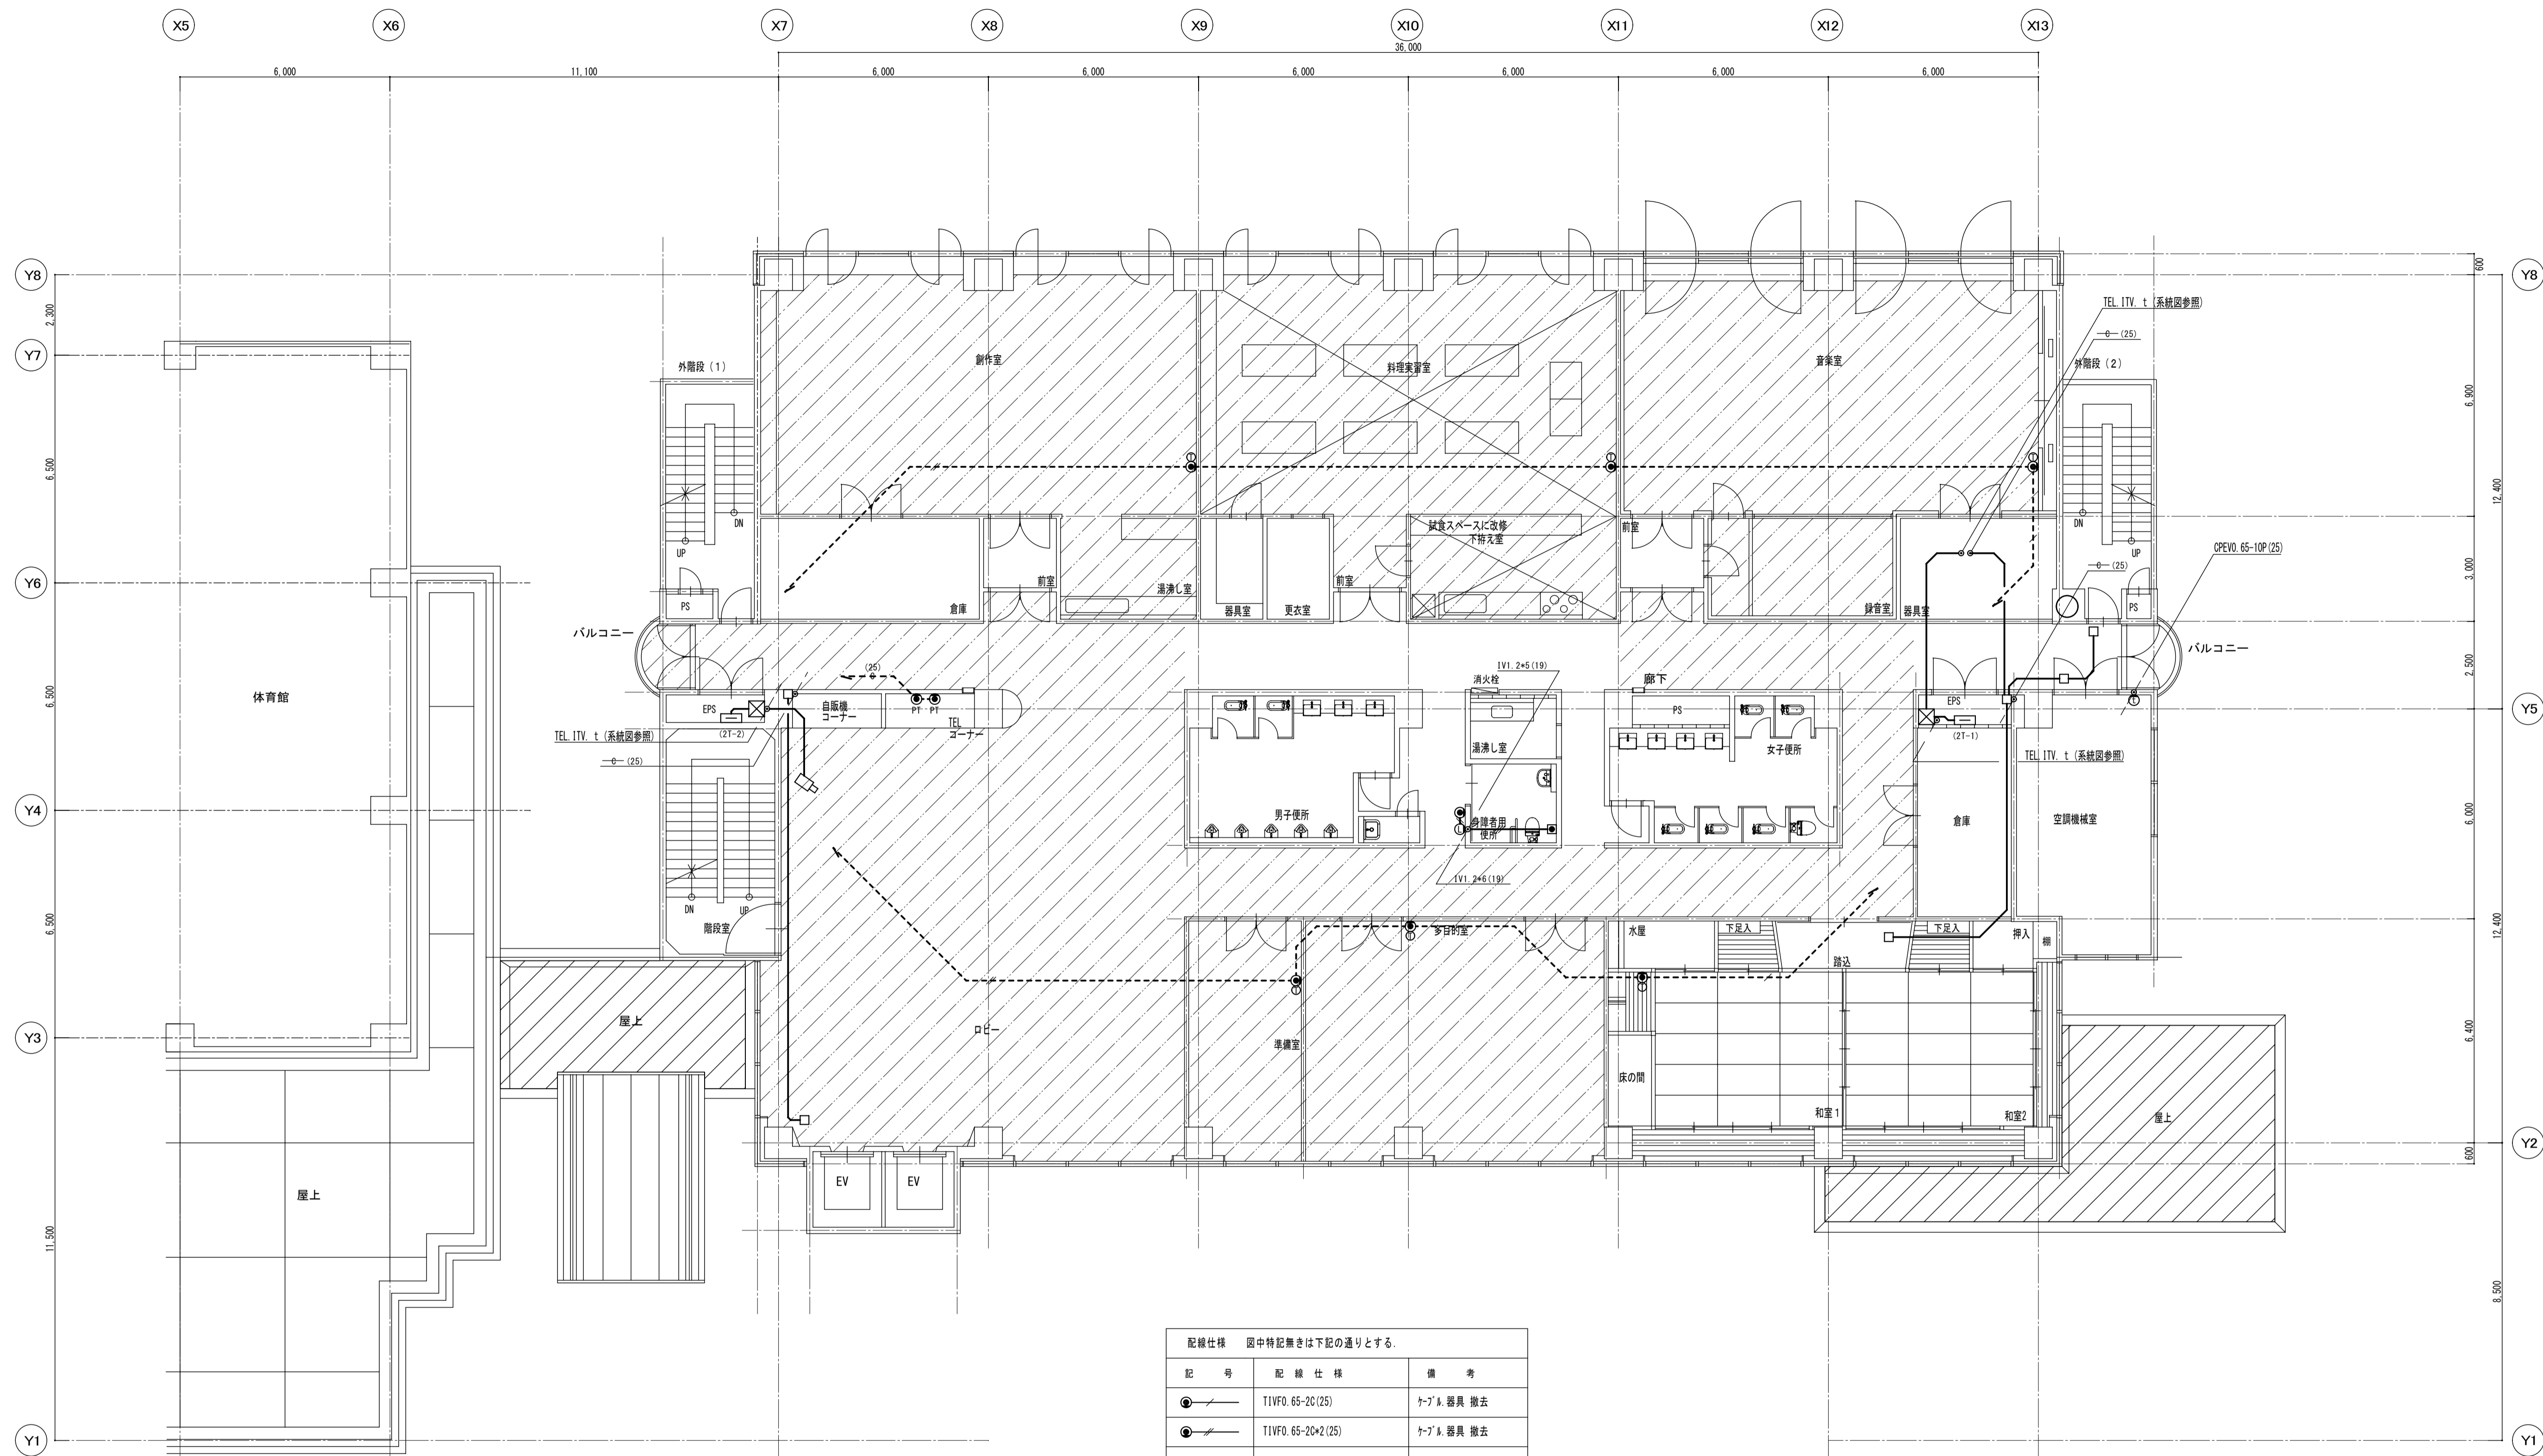 X5
X6
X7
X8
X9
X10
X11
X12
X13
36,000
6,000
11,100
6,000
6,000
6,000
6,000
6,000
6,000
Y8
Y8
2,300
600
TEL.ITV. t (系統図参照)
(25)
Y7
外階段(1)
創作室
料理実習室
音楽室
外階段(2)
6,900
6,500
12,400
DN
UP
試食スペースに改修
下拵え室
前室
DN
UP
CPEV0.65-10P(25)
(25)
3,000
Y6
PS
倉庫
前室
湯沸し室
器具室
更衣室
前室
録音室
器具室
PS
バルコニー
バルコニー
2,500
体育館
6,500
(25)
IV1.2*5(19)
消火栓
廊下
EPS
自販機
コーナー
PT
PT
TEL
コーナー
PS
EPS
Y5
(2T-2)
(2T-1)
TEL.ITV. t (系統図参照)
TEL.ITV. t (系統図参照)
(25)
湯沸し室
女子便所
Y4
男子便所
身障者用
便所
倉庫
空調機械室
6,000
IV1.2*6(19)
DN
UP
階段室
6,500
多目的室
水屋
下足入
下足入
押入
棚
踏込
12,400
屋上
ロビー
準備室
Y3
6,400
床の間
和室1
和室2
屋上
Y2
600
屋上
EV
EV
11,500
8,500
配線仕様 図中特記無きは下記の通りとする.
記 号
配 線 仕 様
備 考
TIVF0.65-2C(25)
ケーブル.器具 撤去
TIVF0.65-2C*2(25)
ケーブル.器具 撤去
Y1
Y1